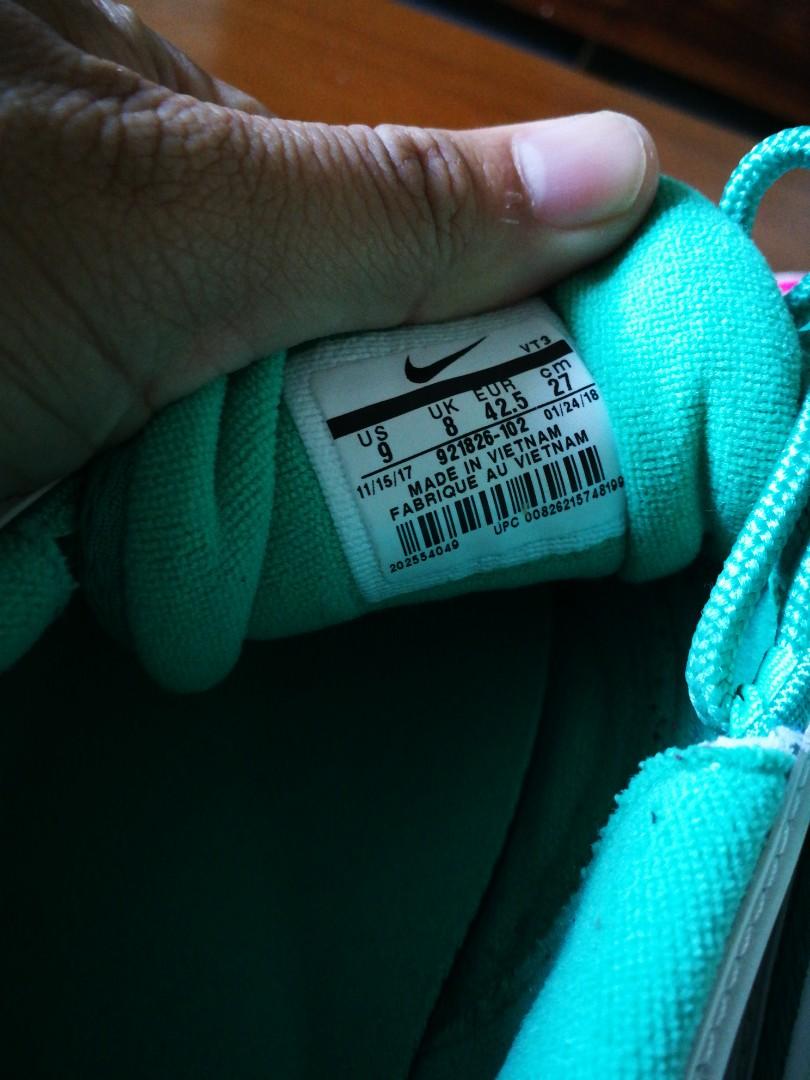 VT3
US UK EUR cm
9 8 42.5 27
921826-102
11/15/17 01/24/18
MADE IN VIETNAM
FABRIQUE AU VIETNAM
202554049 UPC 00826215748199